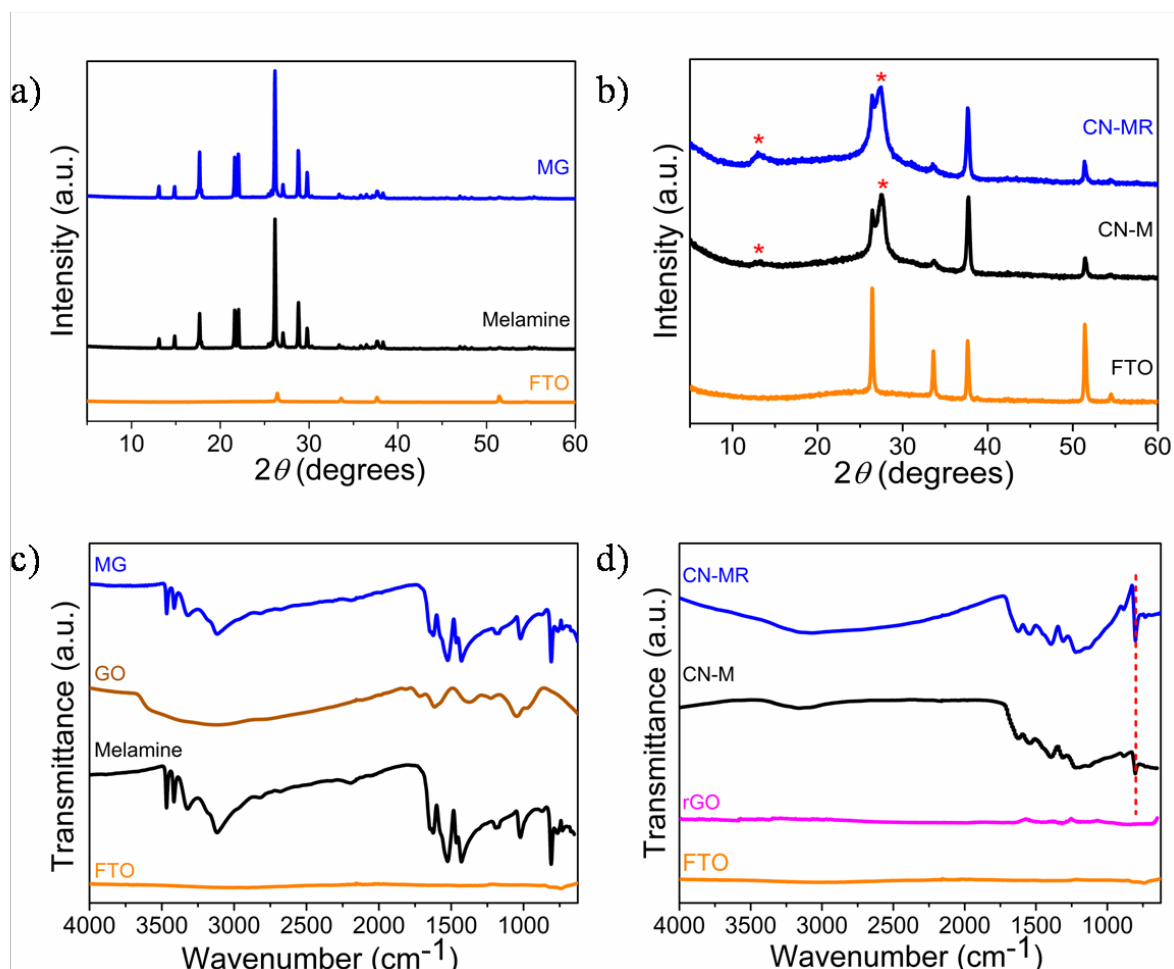 a)
MG
Melamine
FTO
Intensity (a.u.)
10 20 30 40 50 60
2θ (degrees)
b)
*
*
CN-MR
*
*
CN-M
FTO
Intensity (a.u.)
10 20 30 40 50 60
2θ (degrees)
c)
MG
GO
Melamine
FTO
Transmittance (a.u.)
4000 3500 3000 2500 2000 1500 1000
Wavenumber (cm-1)
d)
CN-MR
CN-M
rGO
FTO
Transmittance (a.u.)
4000 3500 3000 2500 2000 1500 1000
Wavenumber (cm-1)